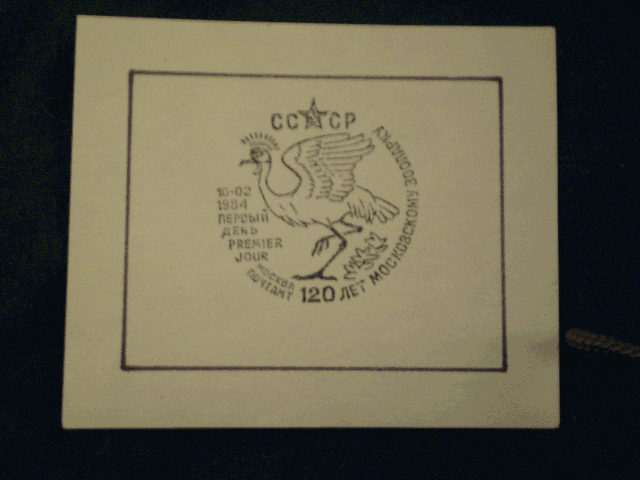 СССР
16-02
1984
ПЕРВЫЙ
ДЕНЬ
PREMIER
JOUR
МОСКВА
ПОЧТАМТ
120 ЛЕТ МОСКОВСКОМУ ЗООПАРКУ